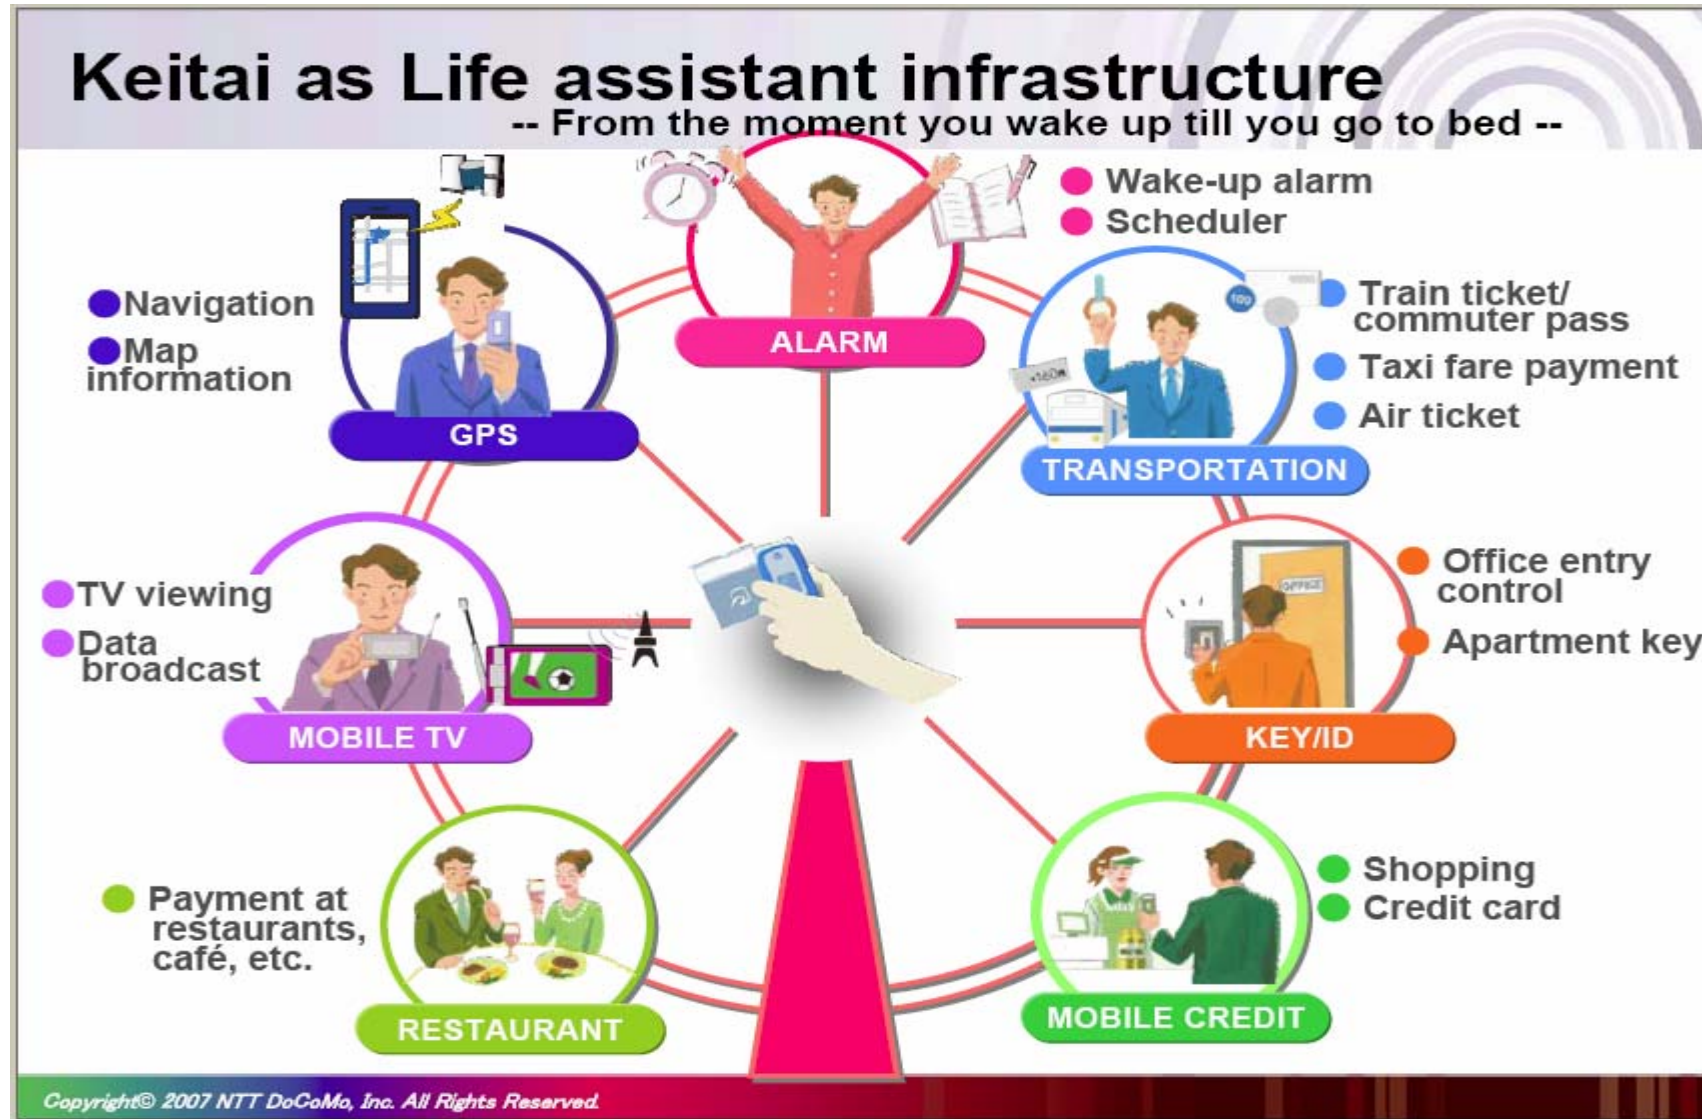 Keitai as Life assistant infrastructure
-- From the moment you wake up till you go to bed --
Wake-up alarm
Scheduler
ALARM
Train ticket/
commuter pass
Taxi fare payment
Air ticket
100
TRANSPORTATION
Office entry
control
Apartment key
OFFICE
KEY/ID
Shopping
Credit card
MOBILE CREDIT
Payment at
restaurants,
café, etc.
RESTAURANT
TV viewing
Data
broadcast
MOBILE TV
Navigation
Map
information
GPS
Copyright© 2007 NTT DoCoMo, Inc. All Rights Reserved.